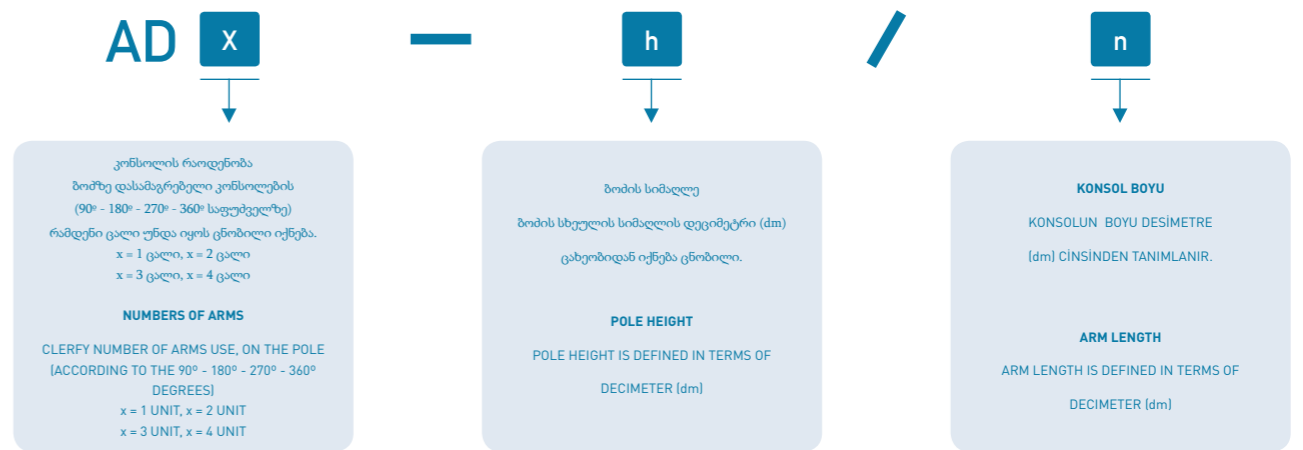 AD X — h / n
კონსოლის რაოდენობა
ბოძზე დასამაგრებელი კონსოლების
(90º - 180º - 270º - 360º საფუძველზე)
რამდენი ცალი უნდა იყოს ცნობილი იქნება.
x = 1 ცალი, x = 2 ცალი
x = 3 ცალი, x = 4 ცალი
NUMBERS OF ARMS
CLERFY NUMBER OF ARMS USE, ON THE POLE
(ACCORDING TO THE 90º - 180º - 270º - 360º
DEGREES)
x = 1 UNIT, x = 2 UNIT
x = 3 UNIT, x = 4 UNIT
ბოძის სიმაღლე
ბოძის სხეულის სიმაღლის დეციმეტრი (dm)
ცახეობიდან იქნება ცნობილი.
POLE HEIGHT
POLE HEIGHT IS DEFINED IN TERMS OF
DECIMETER (dm)
KONSOL BOYU
KONSOLUN BOYU DESİMETRE
(dm) CİNSİNDEN TANIMLANIR.
ARM LENGTH
ARM LENGTH IS DEFINED IN TERMS OF
DECIMETER (dm)